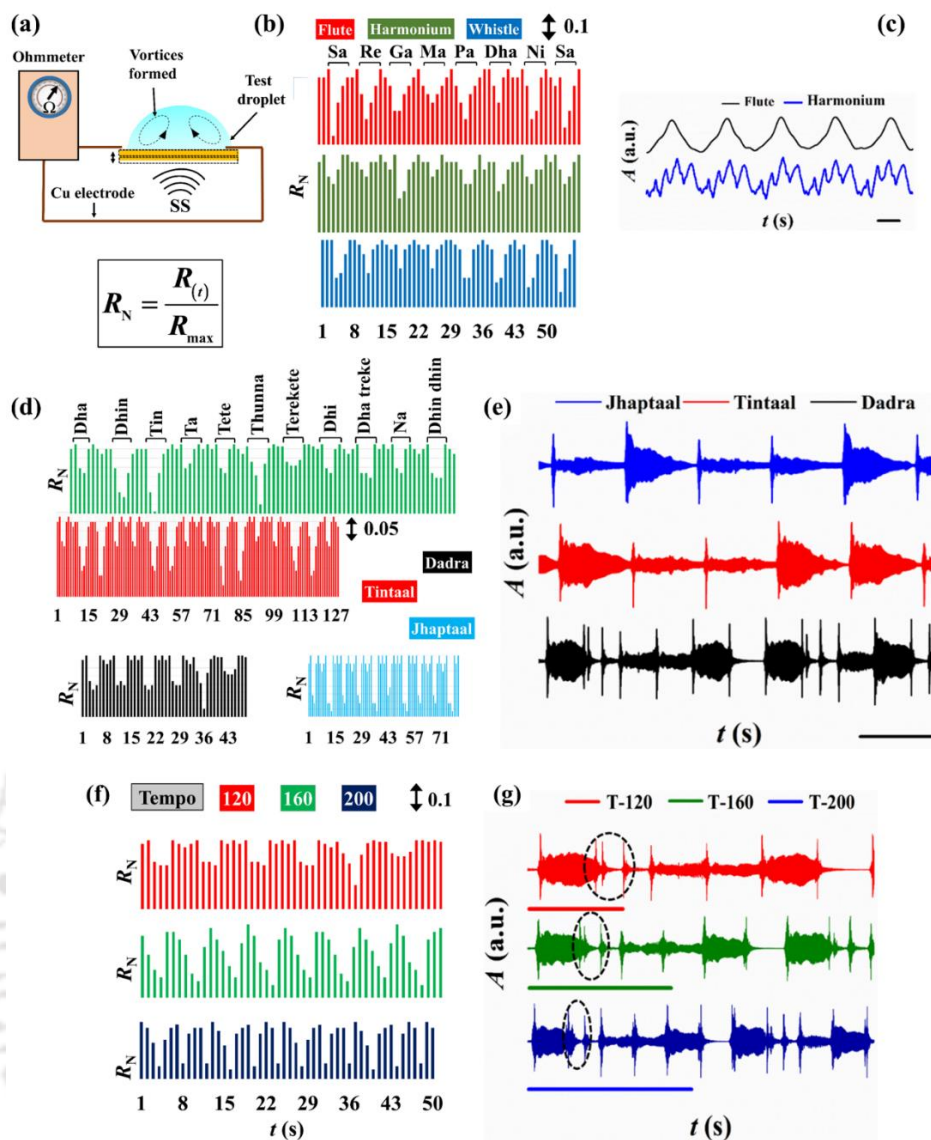 (a)
Ohmmeter
Vortices
formed
Test
droplet
Ω
Cu electrode
SS
R_N = R_(t) / R_max
(b)
Flute Harmonium Whistle 0.1
Sa Re Ga Ma Pa Dha Ni Sa
R_N
1 8 15 22 29 36 43 50
(c)
Flute Harmonium
A (a.u.)
t (s)
(d)
Dha Dhin Tin Ta Tete Thunna Terekete Dhi Dha treke Na Dhin dhin
R_N
0.05
Dadra
Tintaal
1 15 29 43 57 71 85 99 113 127
Jhaptaal
R_N
1 8 15 22 29 36 43
R_N
1 15 29 43 57 71
(e)
Jhaptaal Tintaal Dadra
A (a.u.)
t (s)
(f)
Tempo 120 160 200 0.1
R_N
R_N
R_N
1 8 15 22 29 36 43 50
t (s)
(g)
T-120 T-160 T-200
A (a.u.)
t (s)